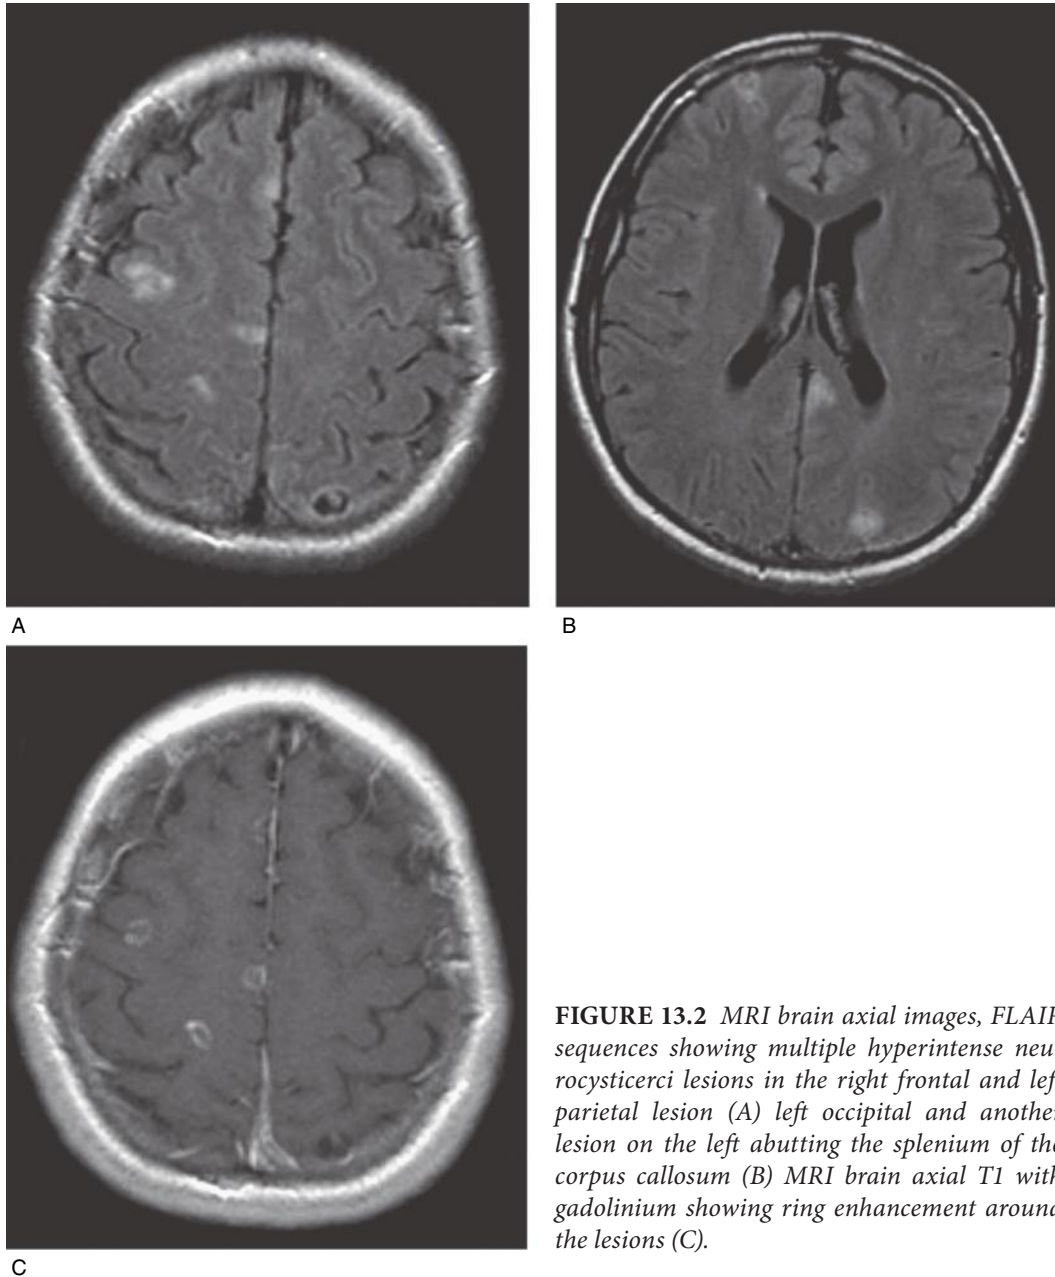 A
B
C
FIGURE 13.2 MRI brain axial images, FLAIR
sequences showing multiple hyperintense neu-
rocysticerci lesions in the right frontal and left
parietal lesion (A) left occipital and another
lesion on the left abutting the splenium of the
corpus callosum (B) MRI brain axial T1 with
gadolinium showing ring enhancement around
the lesions (C).